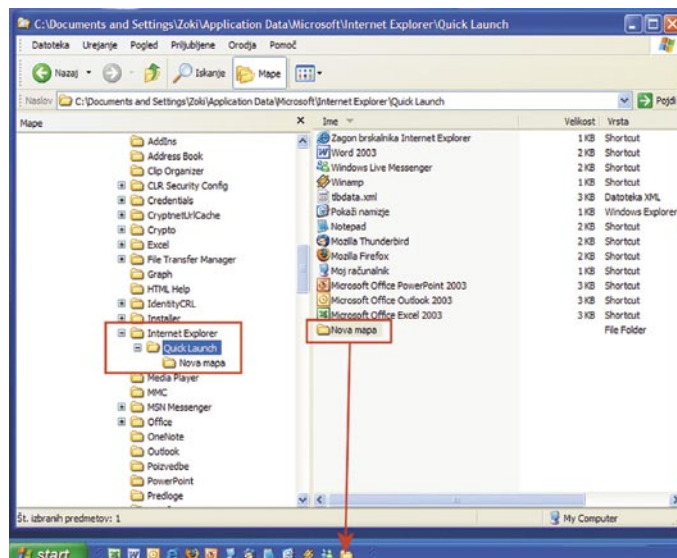 C:\Documents and Settings\Zoki\Application Data\Microsoft\Internet Explorer\Quick Launch
Datoteka Urejanje Pogled Priljubljene Orodja Pomoč
Nazaj Iskanje Mape
Naslov C:\Documents and Settings\Zoki\Application Data\Microsoft\Internet Explorer\Quick Launch Pojdi
Mape
AddIns
Address Book
Clip Organizer
CLR Security Config
Credentials
CryptnetUrlCache
Crypto
Excel
File Transfer Manager
Graph
HTML Help
IdentityCRL
Installer
Internet Explorer
Quick Launch
Nova mapa
Media Player
MMC
MSN Messenger
Office
OneNote
Outlook
Poizvedbe
PowerPoint
Predloge
Ime Velikost Vrsta
Zagon brskalnika Internet Explorer 1 KB Shortcut
Word 2003 2 KB Shortcut
Windows Live Messenger 2 KB Shortcut
Winamp 1 KB Shortcut
tbdata.xml 3 KB Datoteka XML
Pokaži namizje 1 KB Windows Explorer
Notepad 2 KB Shortcut
Mozilla Thunderbird 2 KB Shortcut
Mozilla Firefox 2 KB Shortcut
Moj računalnik 1 KB Shortcut
Microsoft Office PowerPoint 2003 3 KB Shortcut
Microsoft Office Outlook 2003 3 KB Shortcut
Microsoft Office Excel 2003 3 KB Shortcut
Nova mapa File Folder
Št. izbranih predmetov: 1 My Computer
start